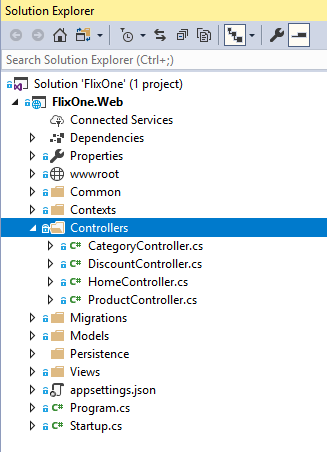 Solution Explorer
Search Solution Explorer (Ctrl+;)
Solution 'FlixOne' (1 project)
FlixOne.Web
Connected Services
Dependencies
Properties
wwwroot
Common
Contexts
Controllers
C# CategoryController.cs
C# DiscountController.cs
C# HomeController.cs
C# ProductController.cs
Migrations
Models
Persistence
Views
appsettings.json
C# Program.cs
C# Startup.cs